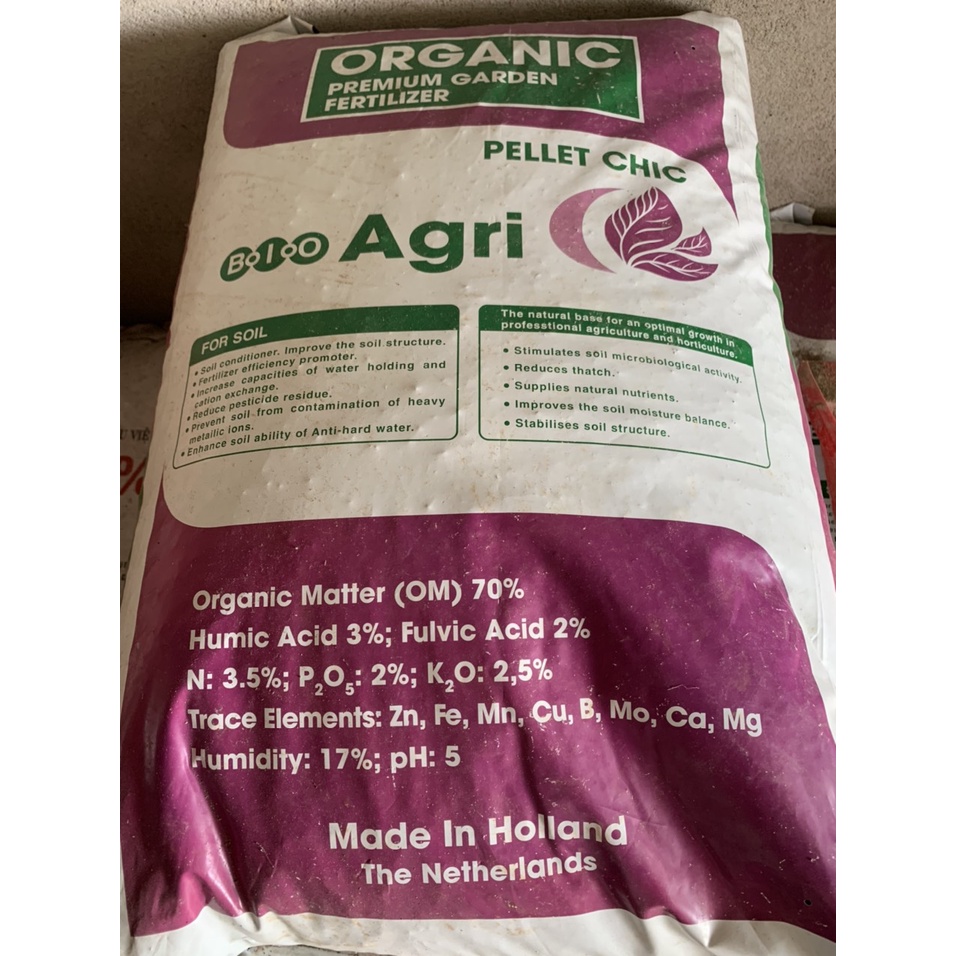 ORGANIC
PREMIUM GARDEN
FERTILIZER
PELLET CHIC
B·I·O Agri
FOR SOIL
• Soil conditioner. Improve the soil structure.
• Fertilizer efficiency promoter.
• Increase capacities of water holding and
cation exchange.
• Reduce pesticide residue.
• Prevent soil from contamination of heavy
metailic ions.
• Enhance soil ability of Anti-hard water.
The natural base for an optimal growth in
professtional agriculture and horticulture.
• Stimulates soil microbiological activity.
• Reduces thatch.
• Supplies natural nutrients.
• Improves the soil moisture balance.
• Stabilises soil structure.
Organic Matter (OM) 70%
Humic Acid 3%; Fulvic Acid 2%
N: 3.5%; P₂O₅: 2%; K₂O: 2,5%
Trace Elements: Zn, Fe, Mn, Cu, B, Mo, Ca, Mg
Humidity: 17%; pH: 5
Made In Holland
The Netherlands